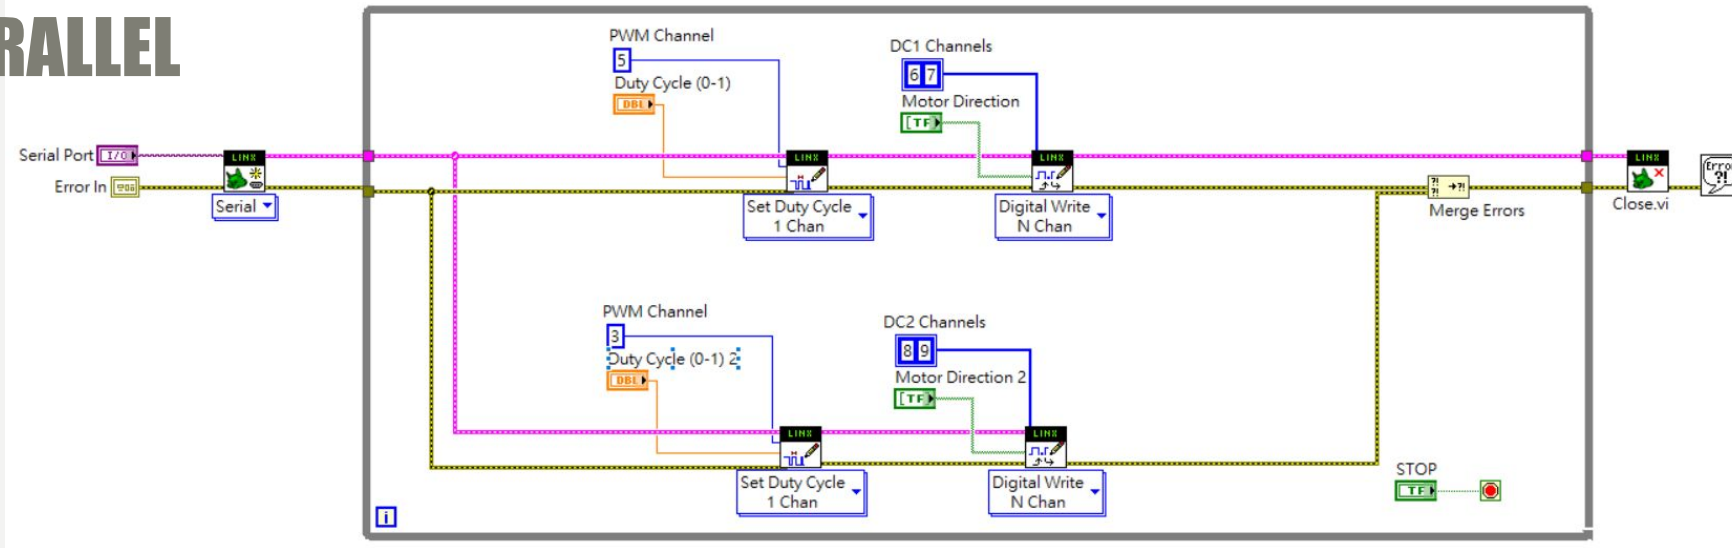 RALLEL
PWM Channel
5
Duty Cycle (0-1)
DBL
DC1 Channels
6 7
Motor Direction
[TF]
Serial Port
I/O
Error In
LINX
Serial
LINX
Set Duty Cycle
1 Chan
LINX
Digital Write
N Chan
?!
?!
?!
Merge Errors
LINX
Close.vi
Error
?!
PWM Channel
3
Duty Cycle (0-1) 2
DBL
DC2 Channels
8 9
Motor Direction 2
[TF]
LINX
Set Duty Cycle
1 Chan
LINX
Digital Write
N Chan
STOP
TF
i